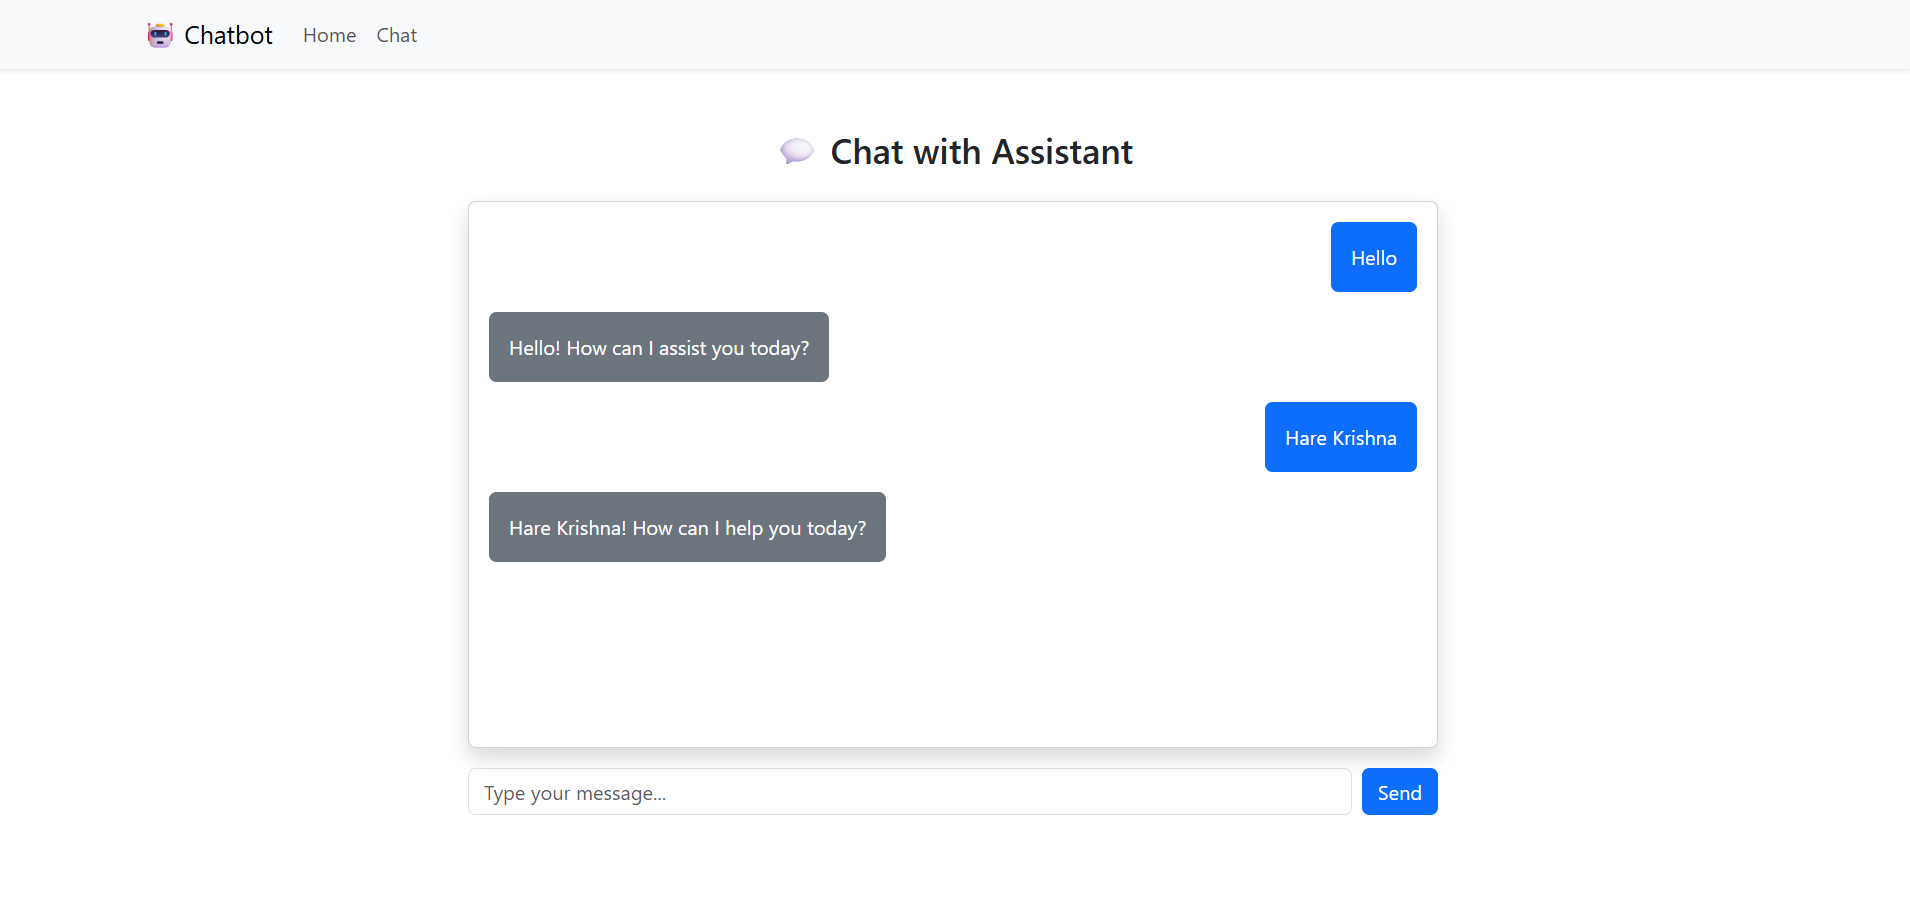 Chatbot Home Chat
Chat with Assistant
Hello
Hello! How can I assist you today?
Hare Krishna
Hare Krishna! How can I help you today?
Type your message...
Send